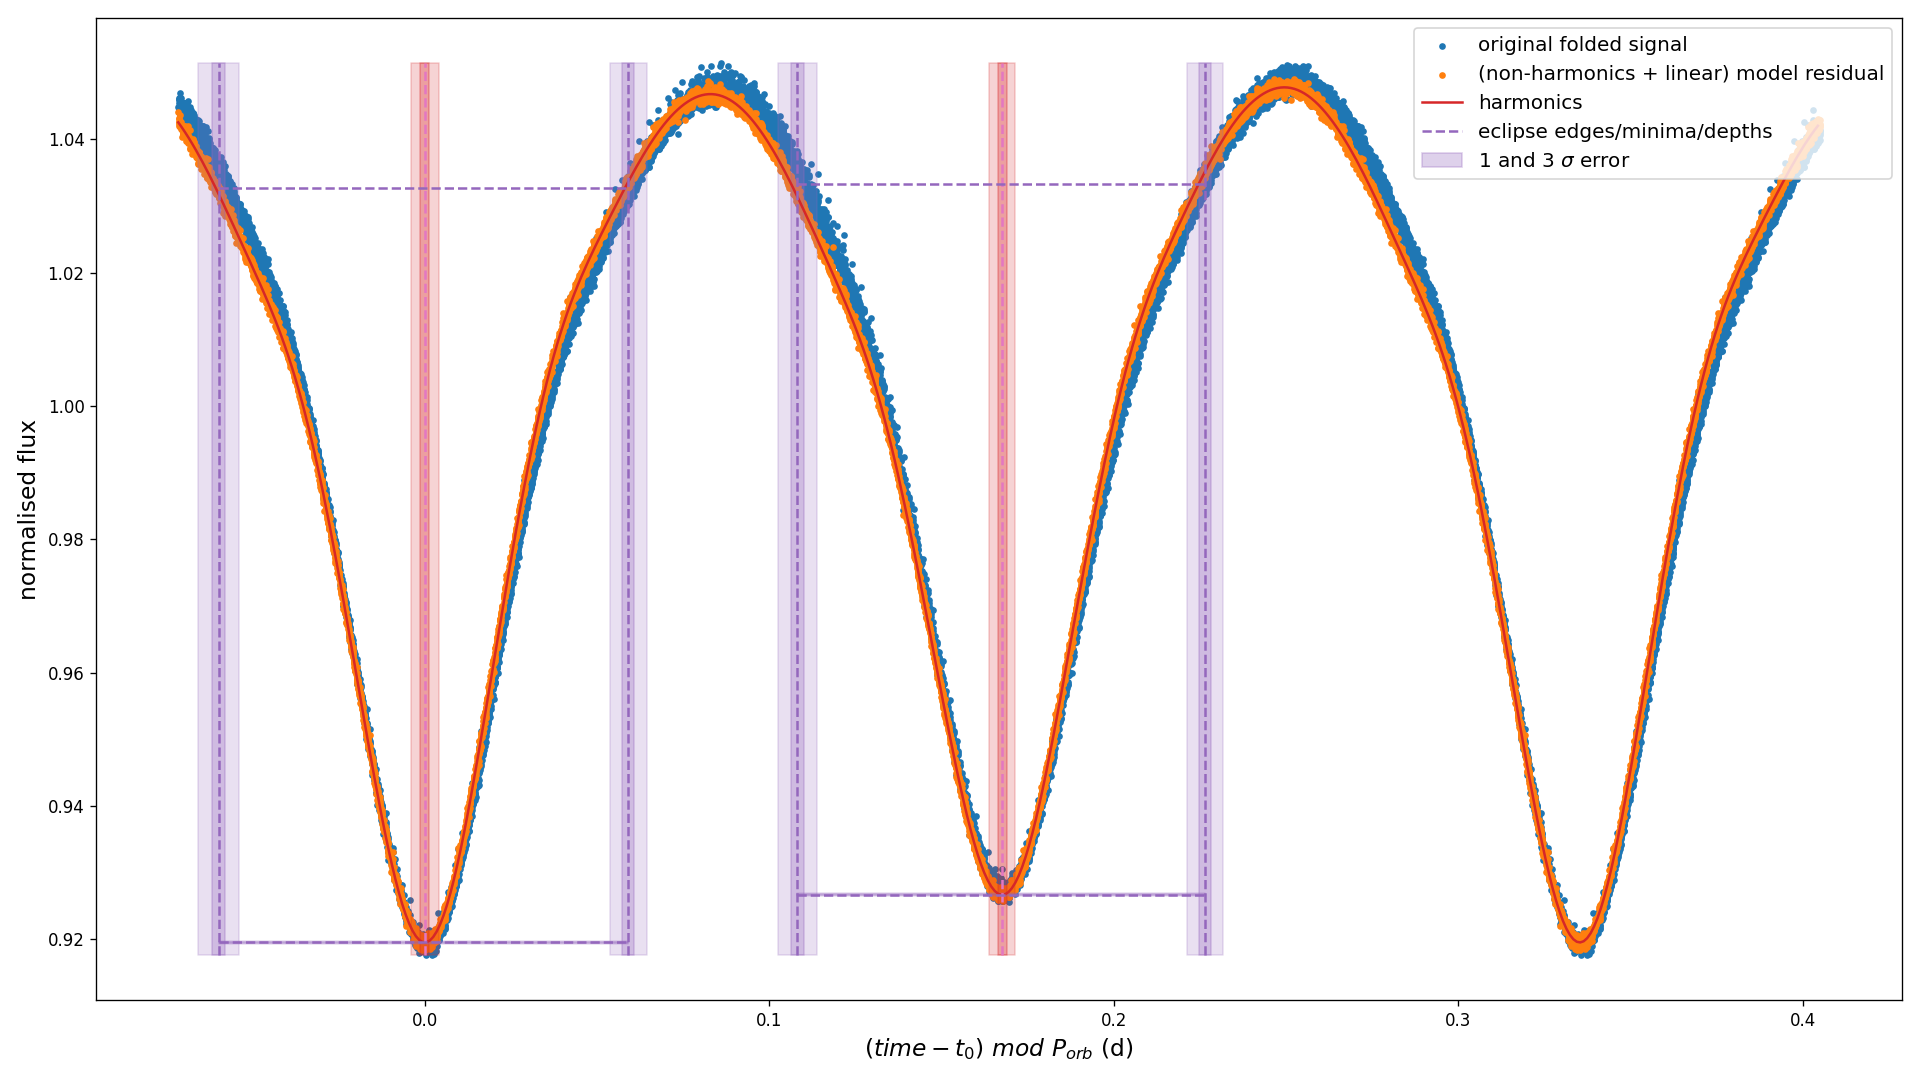 original folded signal
(non-harmonics + linear) model residual
harmonics
eclipse edges/minima/depths
1 and 3 σ error
normalised flux
1.04
1.02
1.00
0.98
0.96
0.94
0.92
0.0 0.1 0.2 0.3 0.4
(time − t₀) mod P_orb (d)